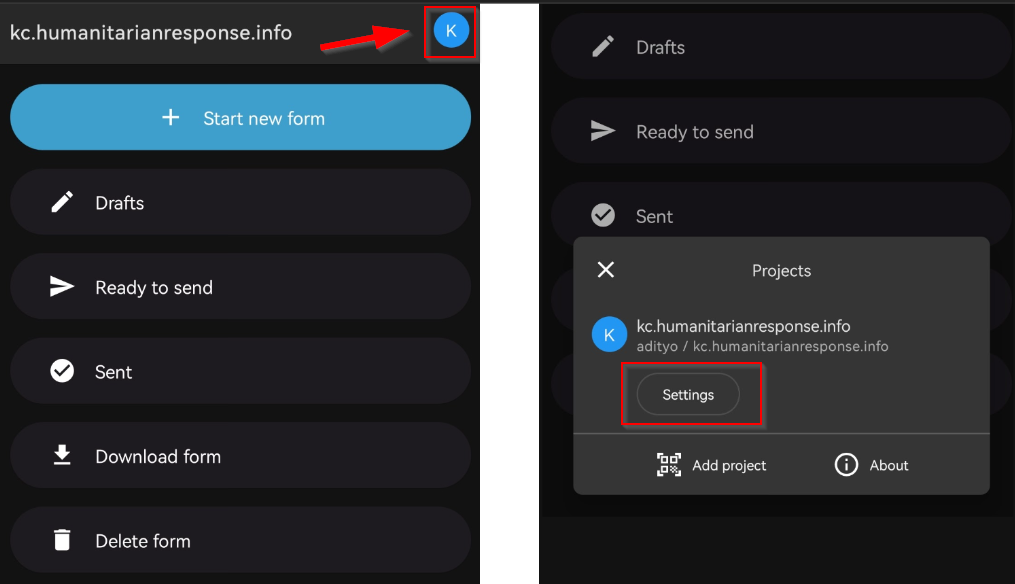 kc.humanitarianresponse.info
K
Start new form
Drafts
Ready to send
Sent
Download form
Delete form
Drafts
Ready to send
Sent
Projects
K
kc.humanitarianresponse.info
adityo / kc.humanitarianresponse.info
Settings
Add project
About